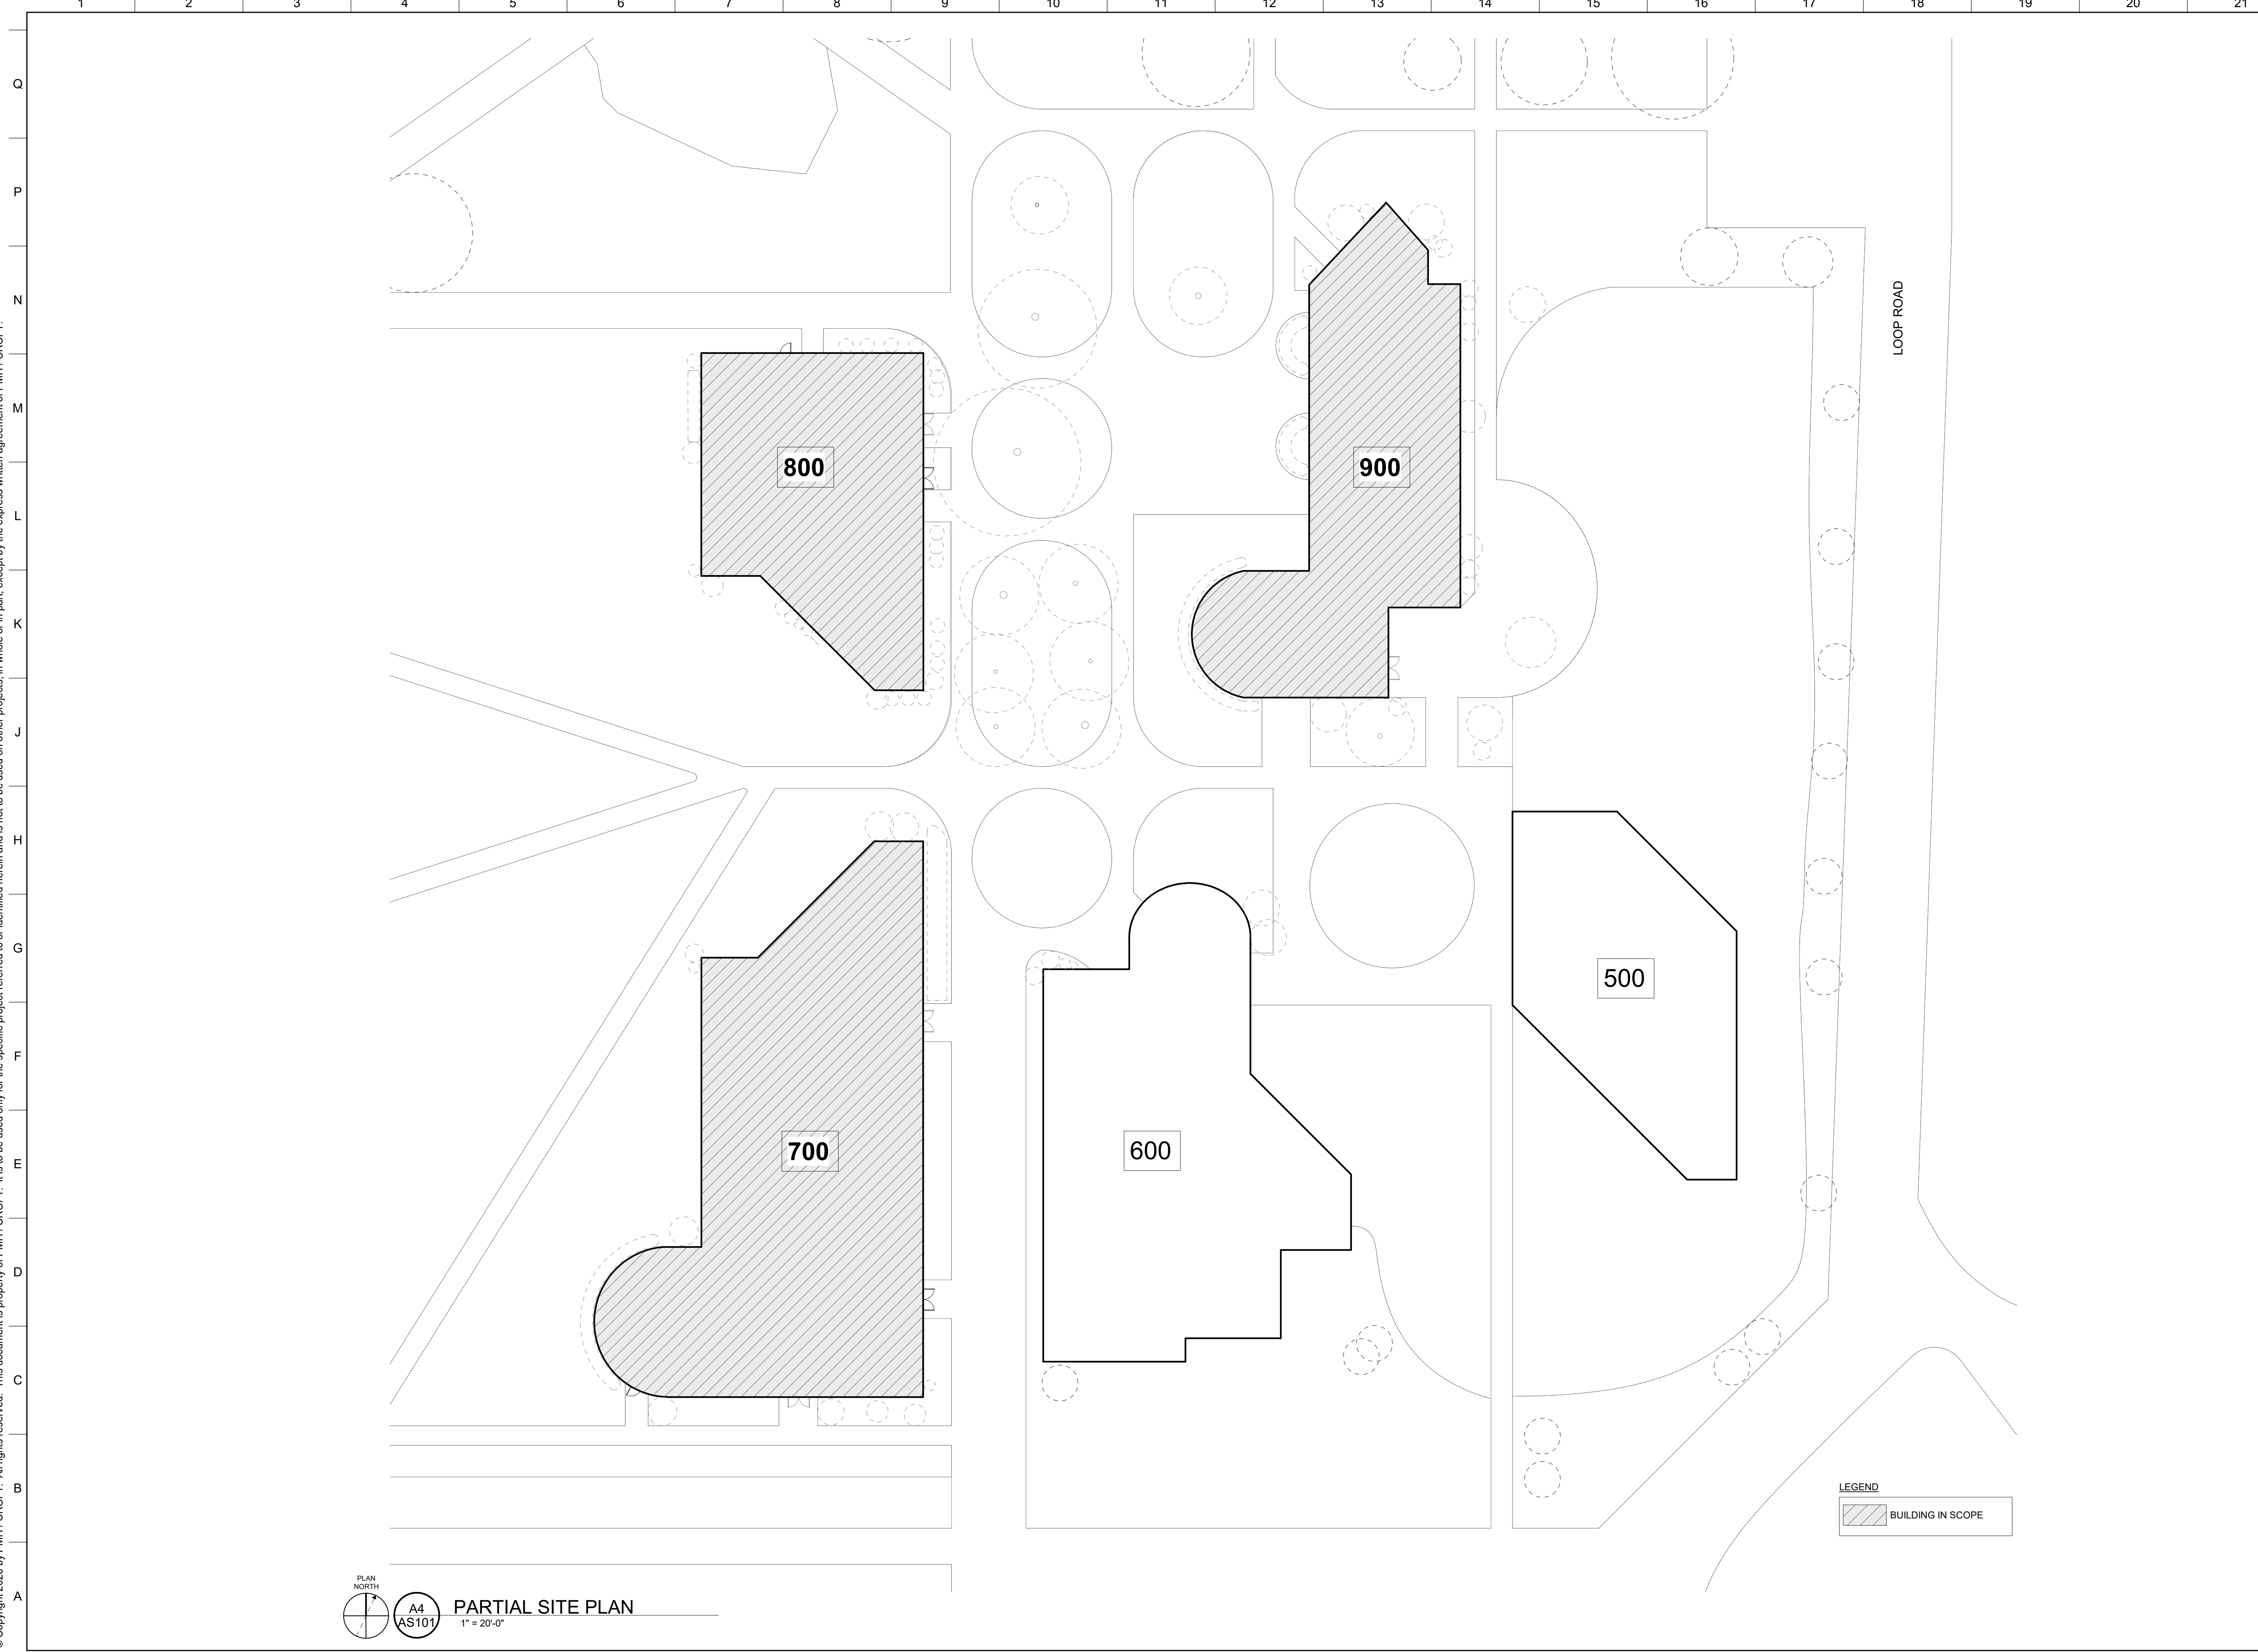 1 2 3 4 5 6 7 8 9 10 11 12 13 14 15 16 17 18 19 20 21
Q
P
N
M
L
K
J
H
G
F
E
D
C
B
A
LOOP ROAD
800
900
500
600
700
LEGEND
BUILDING IN SCOPE
PLAN
NORTH
A4
AS101
PARTIAL SITE PLAN
1" = 20'-0"